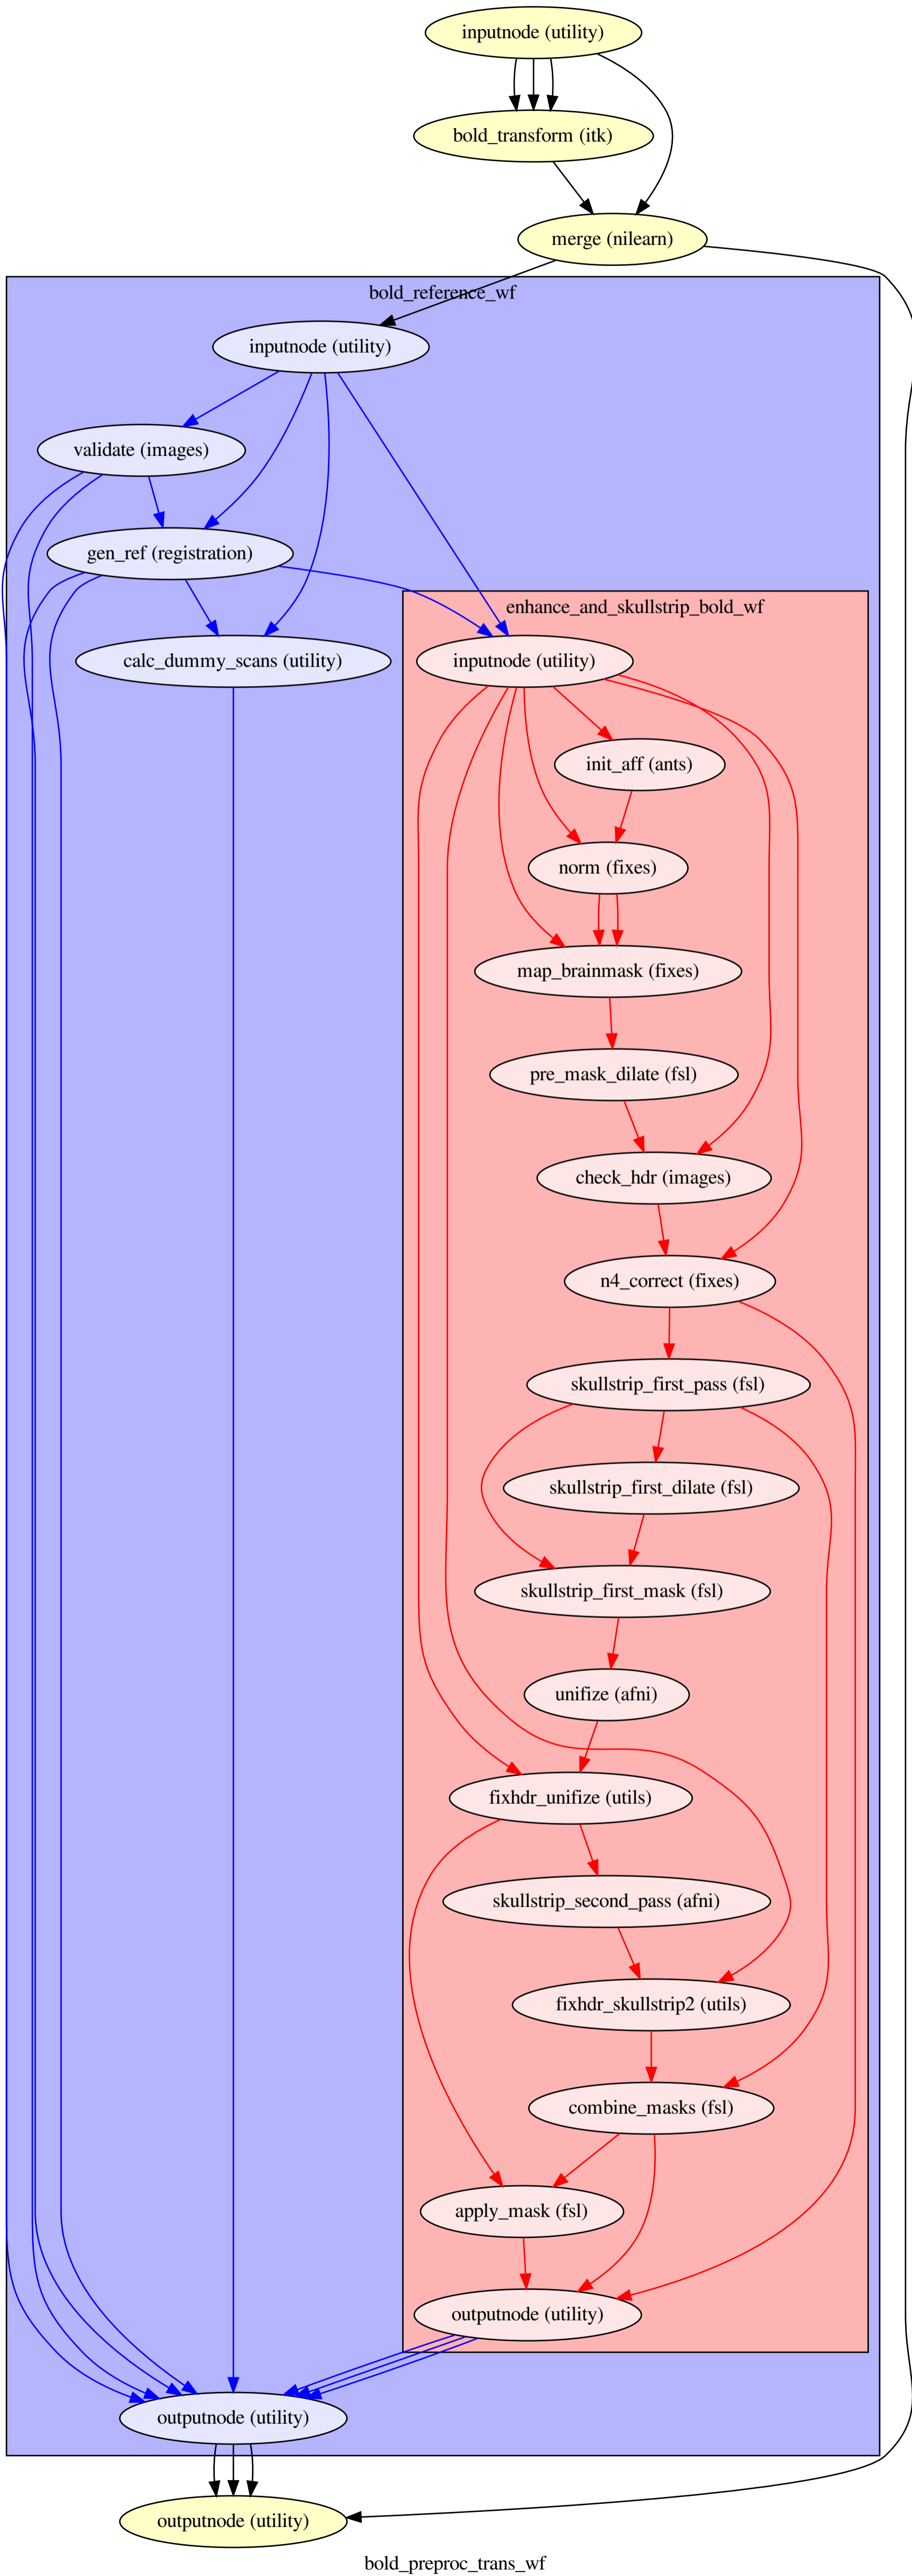 inputnode (utility)
bold_transform (itk)
merge (nilearn)
bold_reference_wf
inputnode (utility)
validate (images)
gen_ref (registration)
enhance_and_skullstrip_bold_wf
calc_dummy_scans (utility)
inputnode (utility)
init_aff (ants)
norm (fixes)
map_brainmask (fixes)
pre_mask_dilate (fsl)
check_hdr (images)
n4_correct (fixes)
skullstrip_first_pass (fsl)
skullstrip_first_dilate (fsl)
skullstrip_first_mask (fsl)
unifize (afni)
fixhdr_unifize (utils)
skullstrip_second_pass (afni)
fixhdr_skullstrip2 (utils)
combine_masks (fsl)
apply_mask (fsl)
outputnode (utility)
outputnode (utility)
outputnode (utility)
bold_preproc_trans_wf